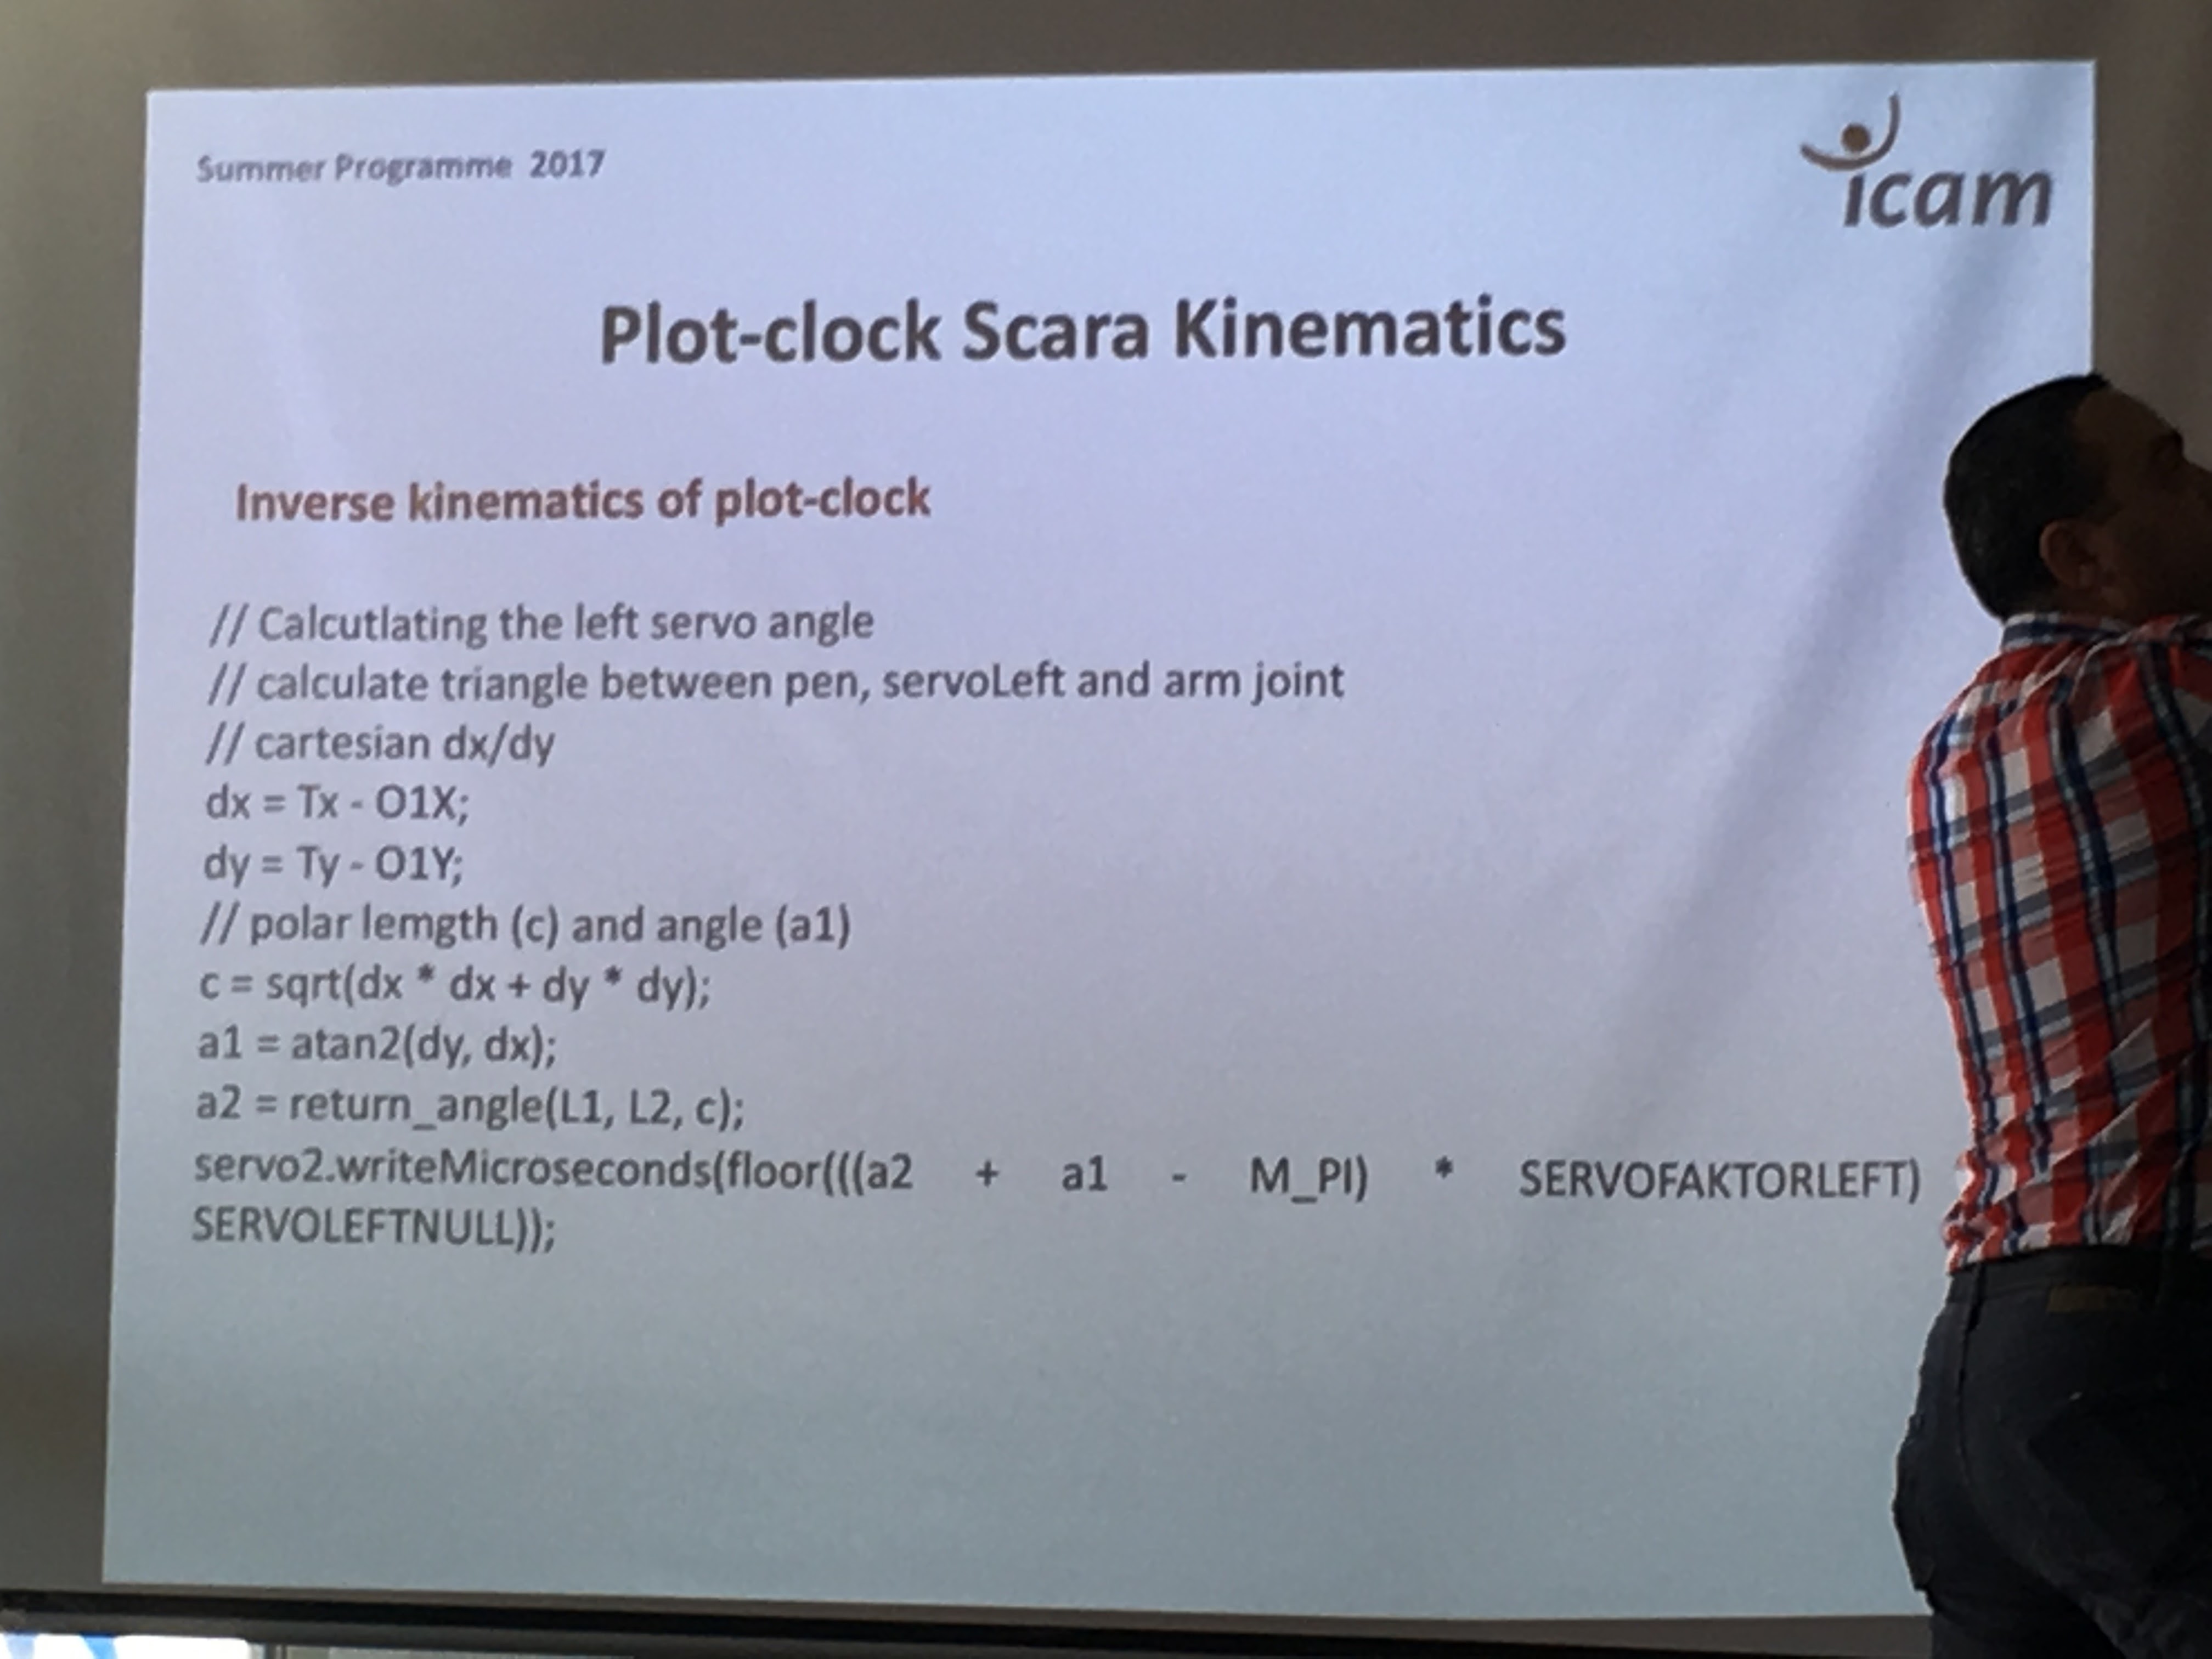 Summer Programme 2017
icam
Plot-clock Scara Kinematics
Inverse kinematics of plot-clock
// Calcutlating the left servo angle
// calculate triangle between pen, servoLeft and arm joint
// cartesian dx/dy
dx = Tx - O1X;
dy = Ty - O1Y;
// polar lemgth (c) and angle (a1)
c = sqrt(dx * dx + dy * dy);
a1 = atan2(dy, dx);
a2 = return_angle(L1, L2, c);
servo2.writeMicroseconds(floor(((a2 + a1 - M_PI) * SERVOFAKTORLEFT)
SERVOLEFTNULL));